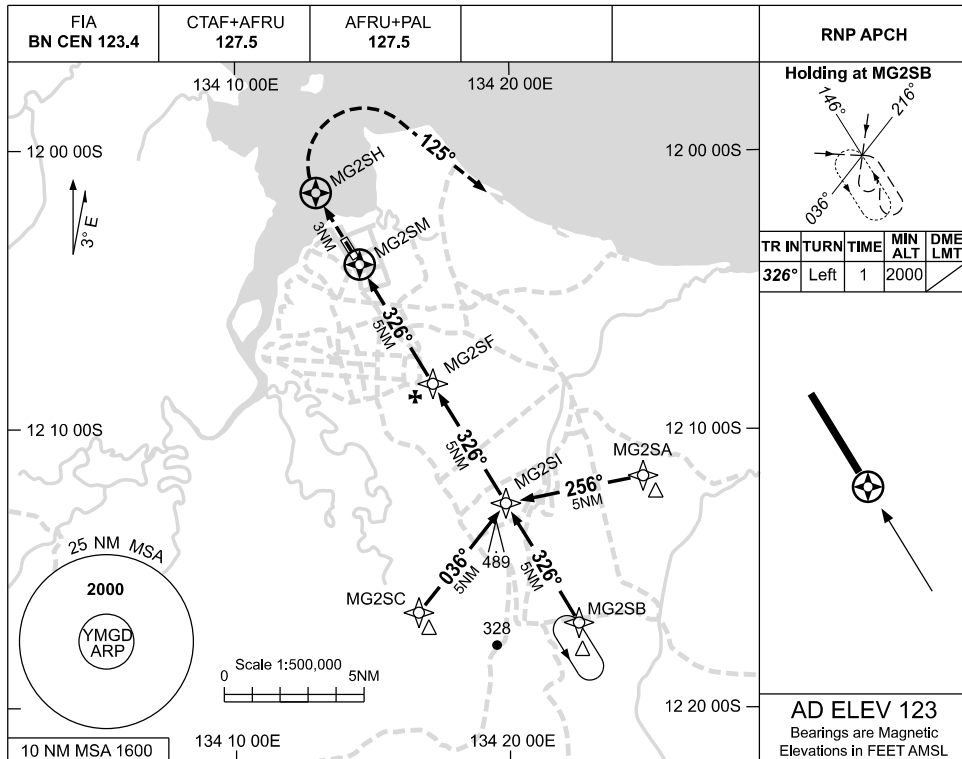 FIA
BN CEN 123.4
CTAF+AFRU
127.5
AFRU+PAL
127.5
RNP APCH
134 10 00E
134 20 00E
Holding at MG2SB
146°
216°
036°
TR IN TURN TIME MIN ALT DME LMT
326° Left 1 2000
12 00 00S
12 00 00S
125°
MG2SH
3° E
3NM
MG2SM
326°
5NM
MG2SF
12 10 00S
12 10 00S
326°
5NM
MG2SI
MG2SA
256°
5NM
489
036°
5NM
326°
5NM
MG2SC
MG2SB
328
25 NM MSA
2000
YMGD
ARP
Scale 1:500,000
0 5NM
12 20 00S
10 NM MSA 1600
134 10 00E
134 20 00E
AD ELEV 123
Bearings are Magnetic
Elevations in FEET AMSL